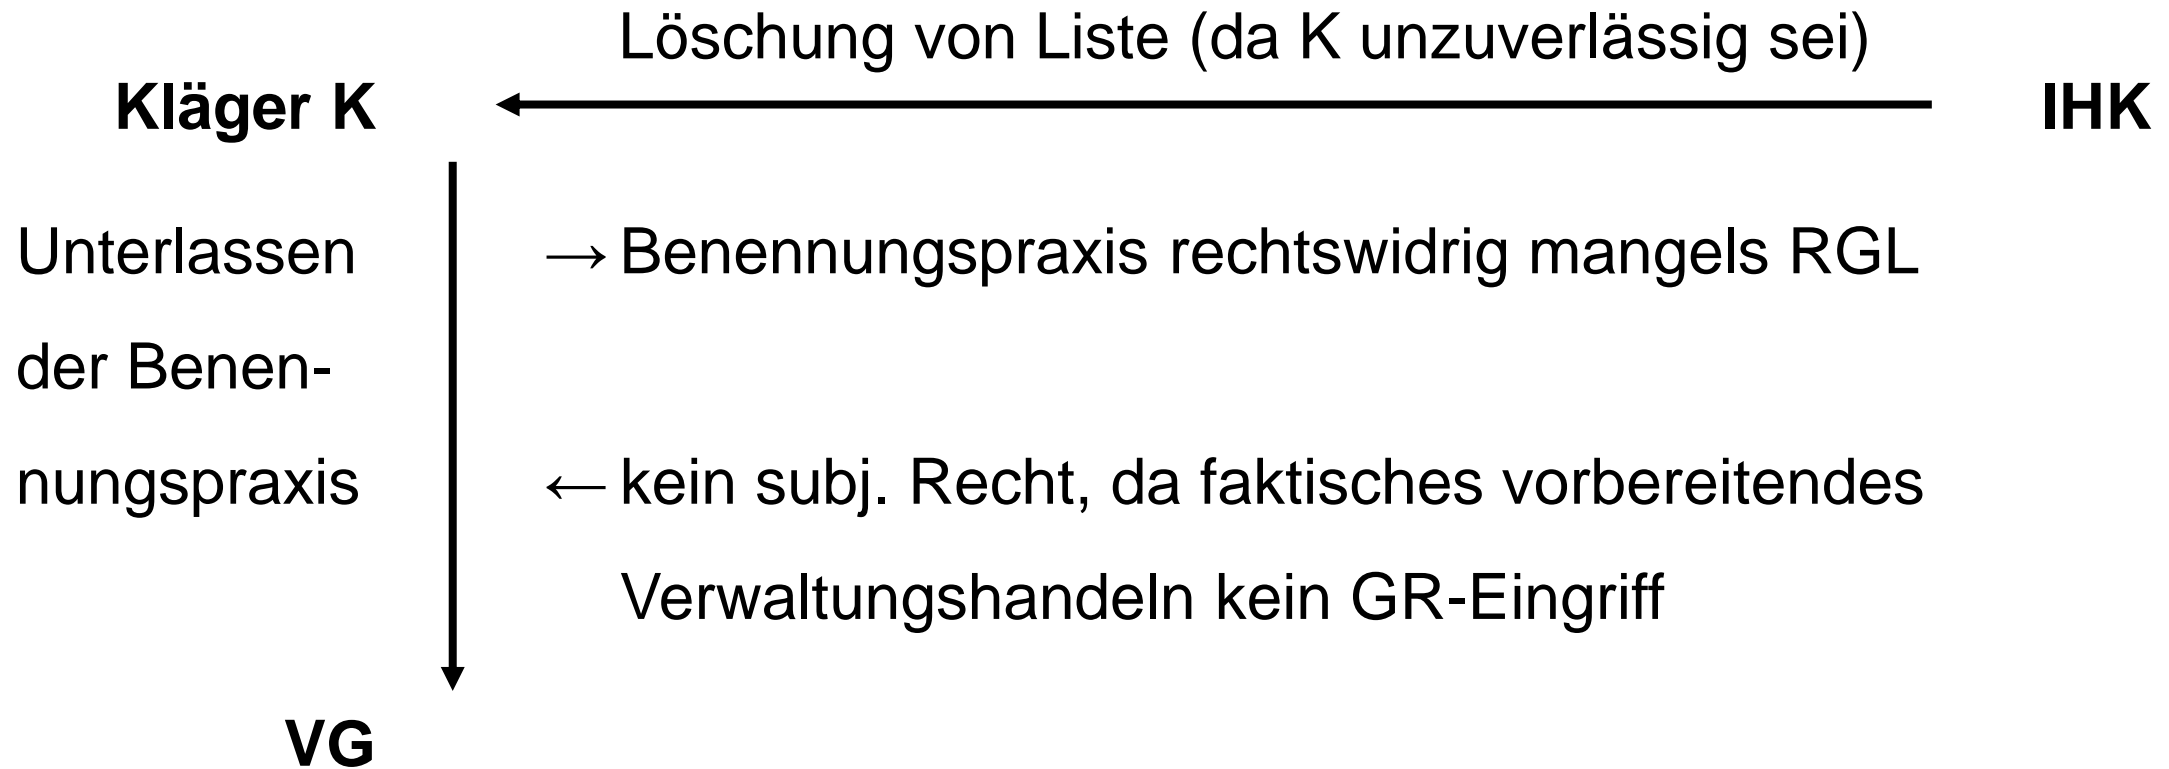 Löschung von Liste (da K unzuverlässig sei)
Kläger K
IHK
Unterlassen
der Benen-
nungspraxis
→ Benennungspraxis rechtswidrig mangels RGL
← kein subj. Recht, da faktisches vorbereitendes
Verwaltungshandeln kein GR-Eingriff
VG